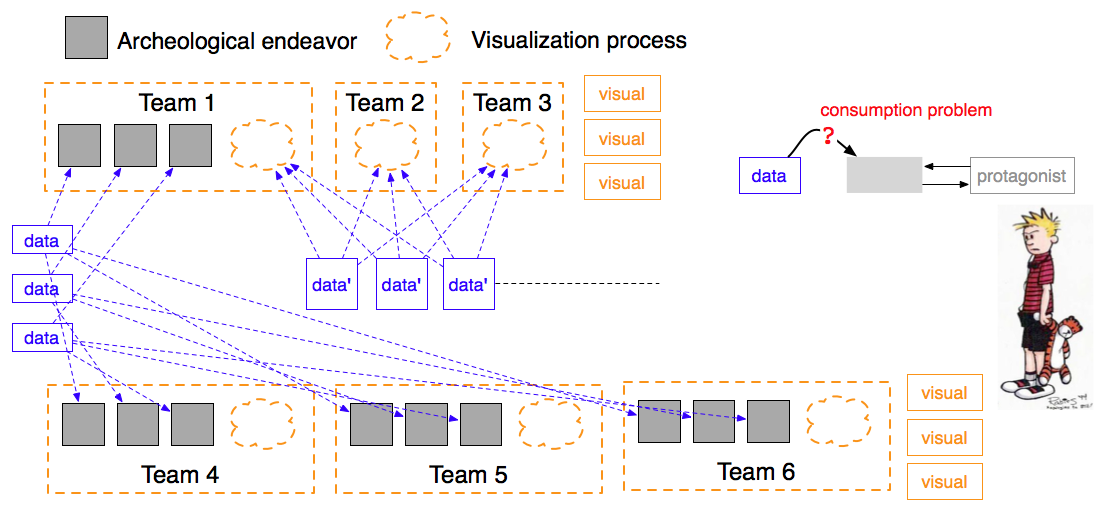 Archeological endeavor
Visualization process
Team 1
Team 2
Team 3
visual
visual
visual
consumption problem
?
data
protagonist
data
data
data
data'
data'
data'
Team 4
Team 5
Team 6
visual
visual
visual